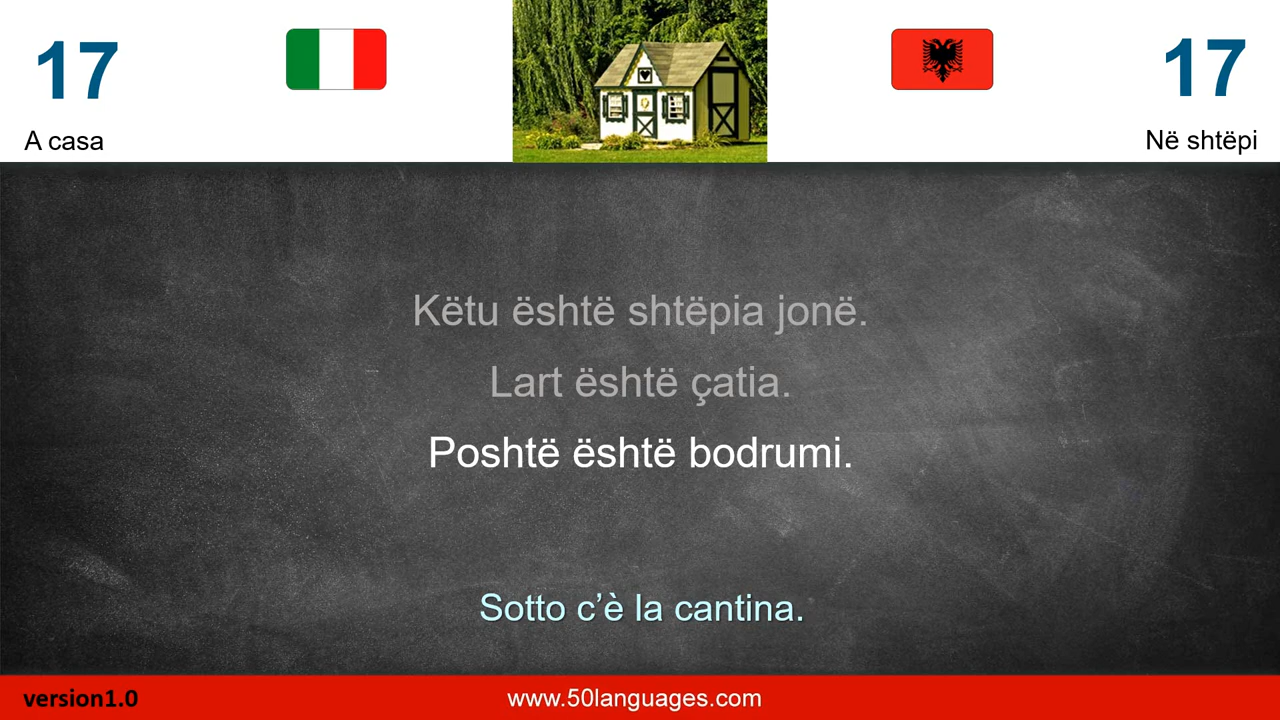 17
17
A casa
Në shtëpi
Këtu është shtëpia jonë.
Lart është çatia.
Poshtë është bodrumi.
Sotto c’è la cantina.
version1.0
www.50languages.com